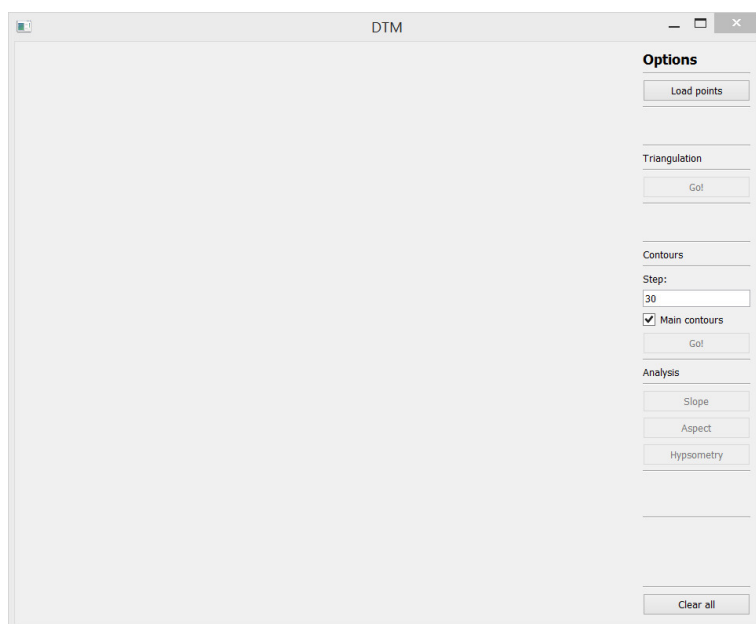 DTM
Options
Load points
Triangulation
Go!
Contours
Step:
30
Main contours
Go!
Analysis
Slope
Aspect
Hypsometry
Clear all